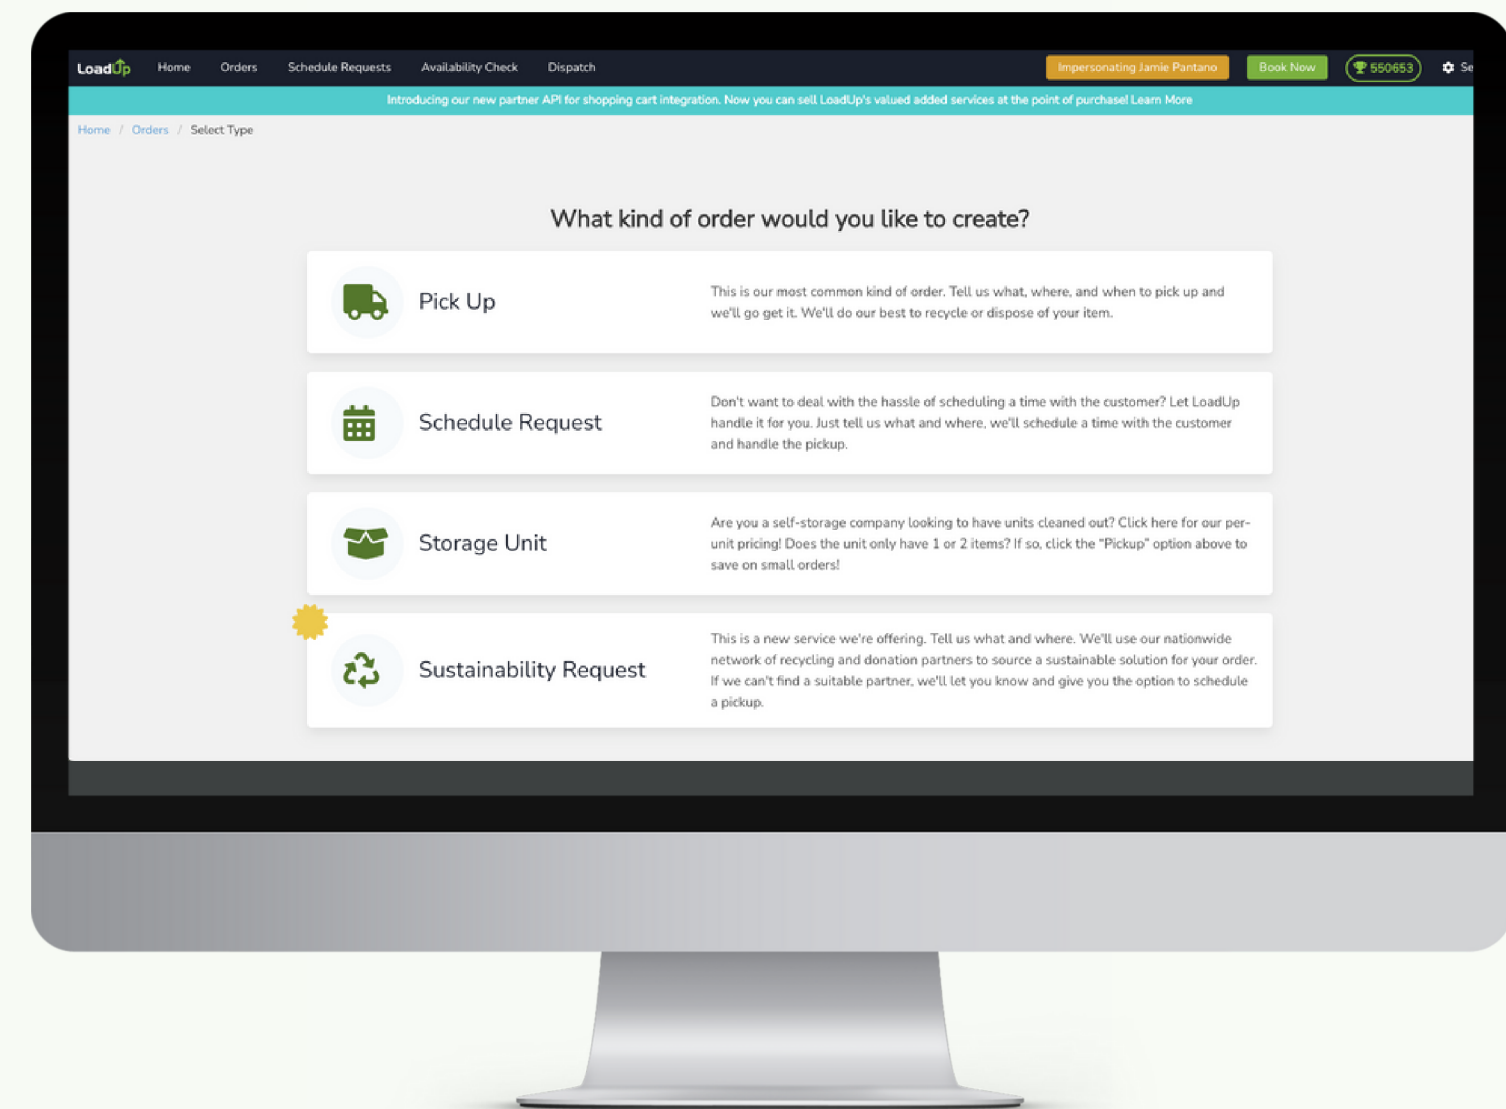 LoadUp Home Orders Schedule Requests Availability Check Dispatch Impersonating Jamie Pantano Book Now 550653 Se
Introducing our new partner API for shopping cart integration. Now you can sell LoadUp's valued added services at the point of purchase! Learn More
Home / Orders / Select Type
What kind of order would you like to create?
Pick Up
This is our most common kind of order. Tell us what, where, and when to pick up and
we'll go get it. We'll do our best to recycle or dispose of your item.
Schedule Request
Don't want to deal with the hassle of scheduling a time with the customer? Let LoadUp
handle it for you. Just tell us what and where, we'll schedule a time with the customer
and handle the pickup.
Storage Unit
Are you a self-storage company looking to have units cleaned out? Click here for our per-
unit pricing! Does the unit only have 1 or 2 items? If so, click the "Pickup" option above to
save on small orders!
Sustainability Request
This is a new service we're offering. Tell us what and where. We'll use our nationwide
network of recycling and donation partners to source a sustainable solution for your order.
If we can't find a suitable partner, we'll let you know and give you the option to schedule
a pickup.